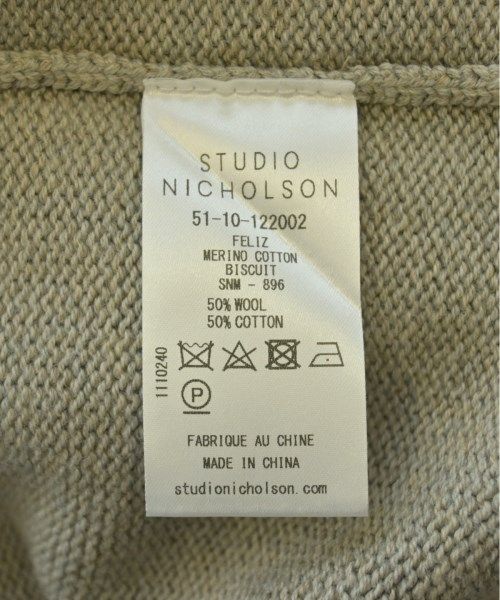 STUDIO
NICHOLSON
51-10-122002
FELIZ
MERINO COTTON
BISCUIT
SNM - 896
50% WOOL
50% COTTON
1110240
P
FABRIQUE AU CHINE
MADE IN CHINA
studionicholson.com